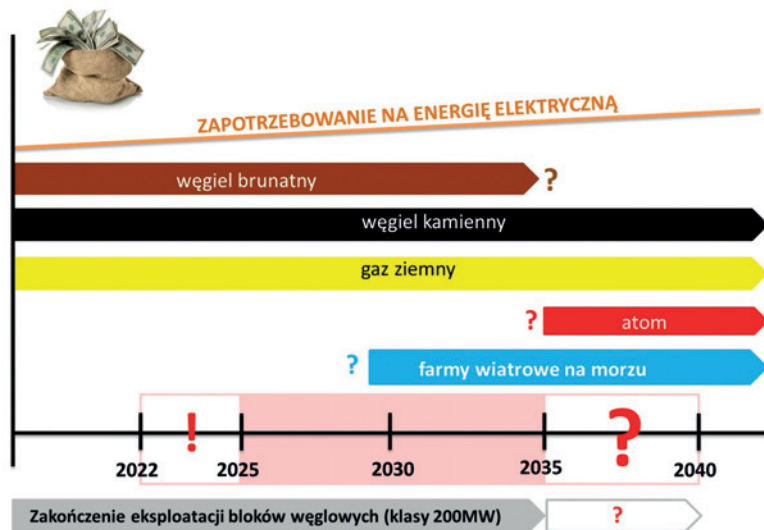 ZAPOTRZEBOWANIE NA ENERGIĘ ELEKTRYCZNĄ
węgiel brunatny ?
węgiel kamienny
gaz ziemny
? atom
? farmy wiatrowe na morzu
! ?
2022 2025 2030 2035 2040
Zakończenie eksploatacji bloków węglowych (klasy 200MW) ?